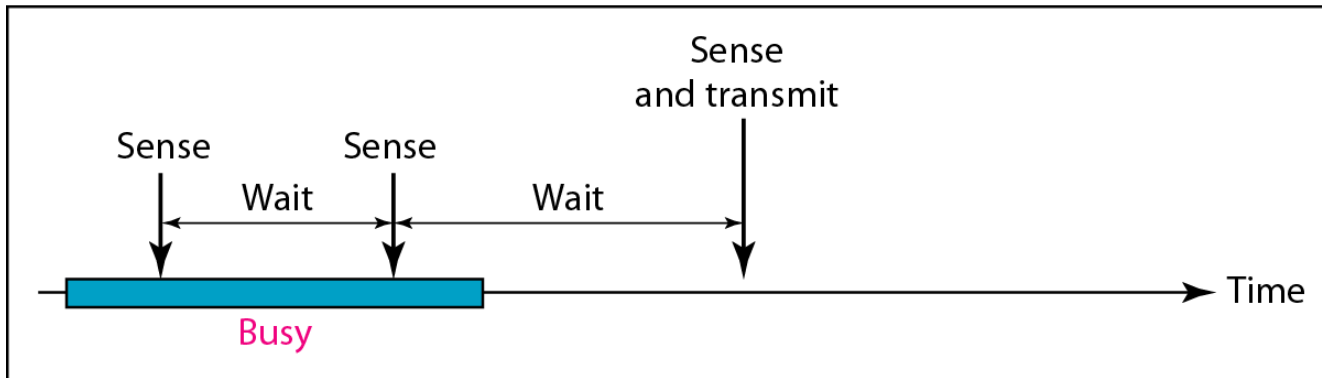 Sense
and transmit
Sense
Sense
Wait
Wait
Time
Busy